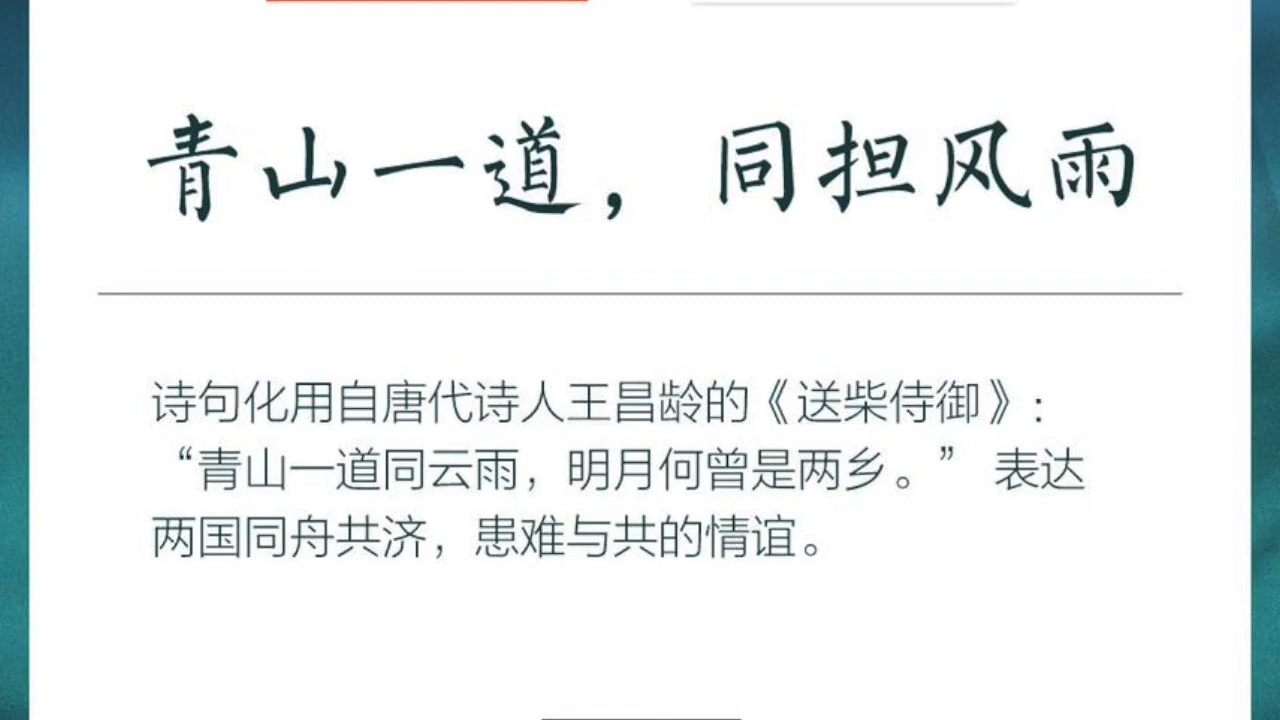 青山一道，同担风雨
诗句化用自唐代诗人王昌龄的《送柴侍御》：
“青山一道同云雨，明月何曾是两乡。” 表达
两国同舟共济，患难与共的情谊。